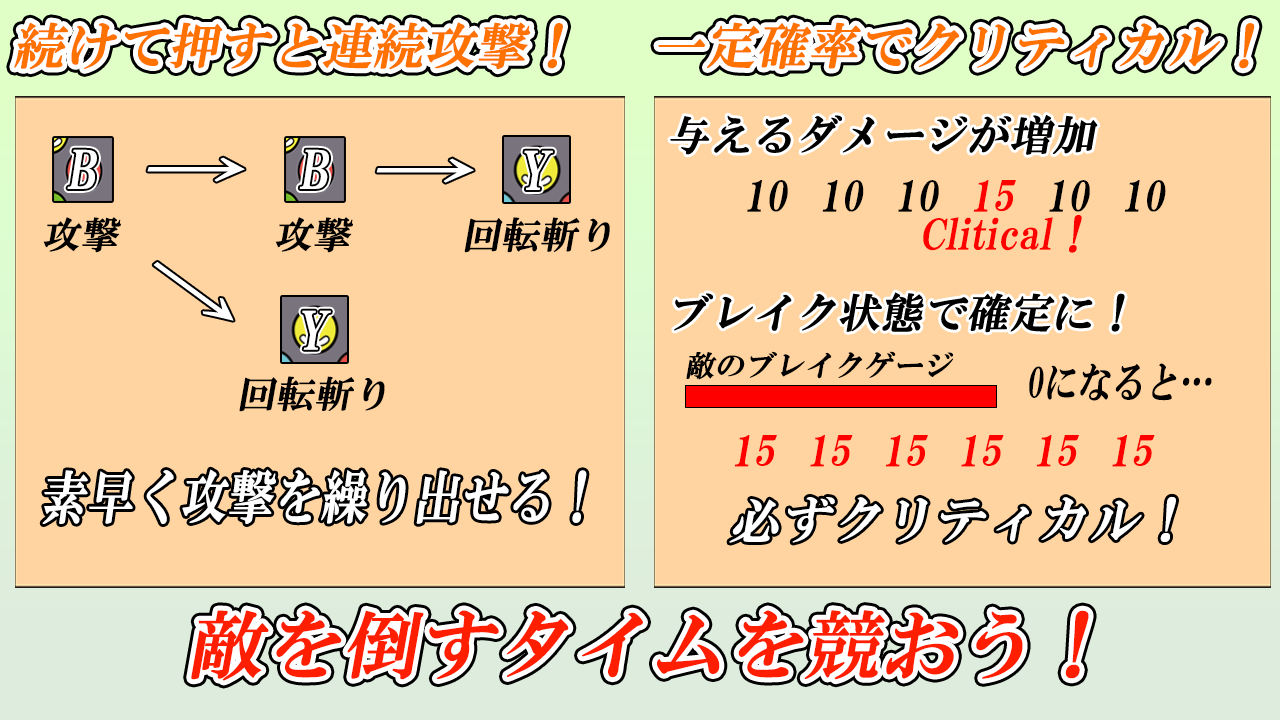 続けて押すと連続攻撃！
B B Y
攻撃 攻撃 回転斬り
Y
回転斬り
素早く攻撃を繰り出せる！
一定確率でクリティカル！
与えるダメージが増加
10 10 10 15 10 10
Clitical！
ブレイク状態で確定に！
敵のブレイクゲージ
0になると…
15 15 15 15 15 15
必ずクリティカル！
敵を倒すタイムを競おう！